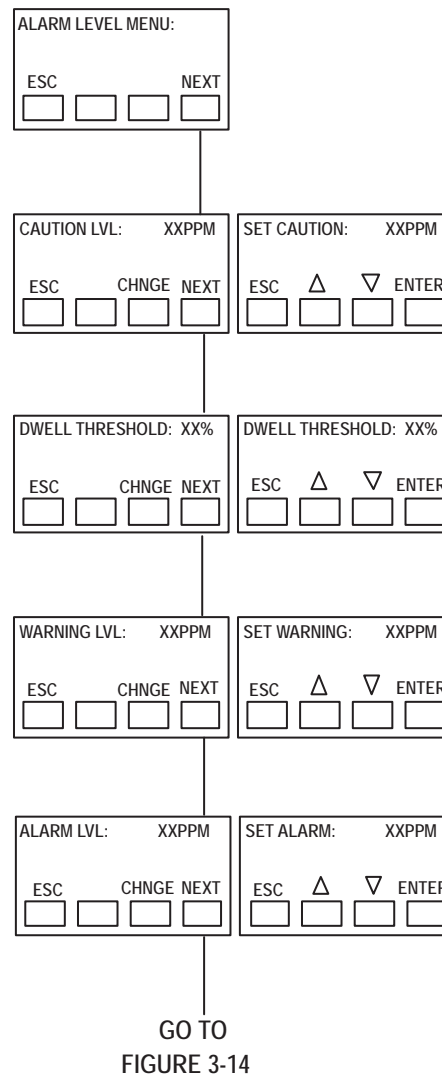 ALARM LEVEL MENU:
ESC NEXT
CAUTION LVL: XXPPM
ESC CHNGE NEXT
SET CAUTION: XXPPM
ESC △ ▽ ENTER
DWELL THRESHOLD: XX%
ESC CHNGE NEXT
DWELL THRESHOLD: XX%
ESC △ ▽ ENTER
WARNING LVL: XXPPM
ESC CHNGE NEXT
SET WARNING: XXPPM
ESC △ ▽ ENTER
ALARM LVL: XXPPM
ESC CHNGE NEXT
SET ALARM: XXPPM
ESC △ ▽ ENTER
GO TO
FIGURE 3-14